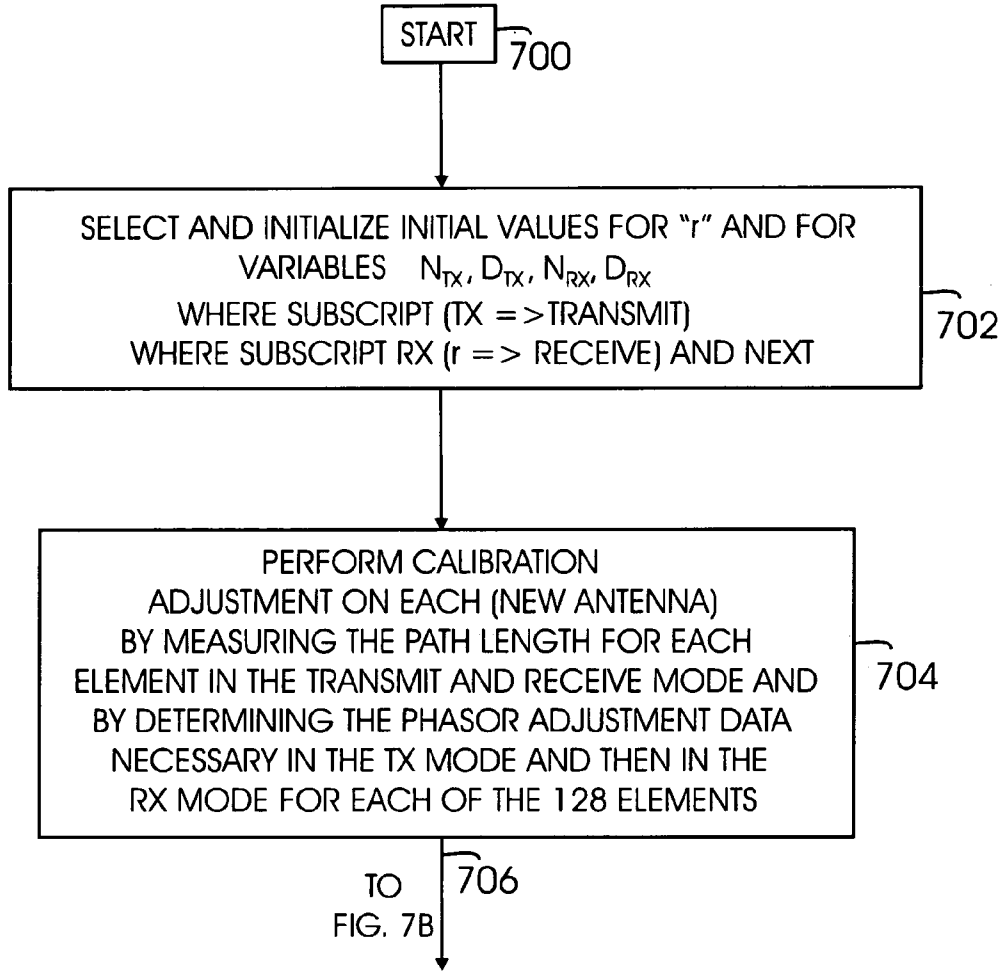 START
700
SELECT AND INITIALIZE INITIAL VALUES FOR "r" AND FOR
VARIABLES N_TX, D_TX, N_RX, D_RX
WHERE SUBSCRIPT (TX = >TRANSMIT)
WHERE SUBSCRIPT RX (r = > RECEIVE) AND NEXT
702
PERFORM CALIBRATION
ADJUSTMENT ON EACH (NEW ANTENNA)
BY MEASURING THE PATH LENGTH FOR EACH
ELEMENT IN THE TRANSMIT AND RECEIVE MODE AND
BY DETERMINING THE PHASOR ADJUSTMENT DATA
NECESSARY IN THE TX MODE AND THEN IN THE
RX MODE FOR EACH OF THE 128 ELEMENTS
704
706
TO
FIG. 7B